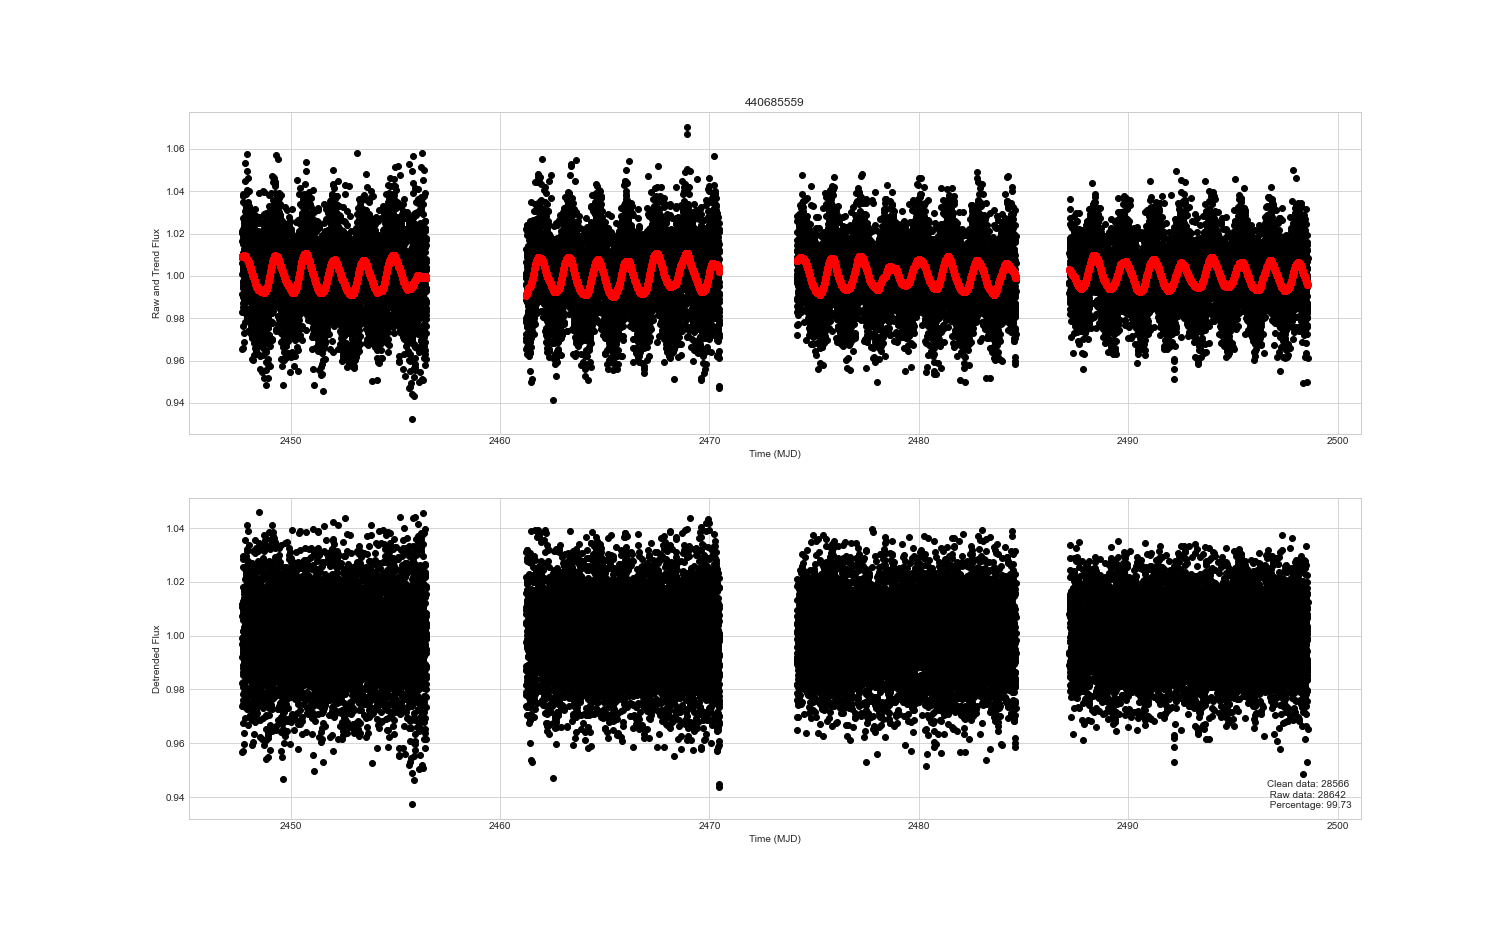 440685559
1.06
1.04
1.02
1.00
0.98
0.96
0.94
Raw and Trend Flux
2450 2460 2470 2480 2490 2500
Time (MJD)
1.04
1.02
1.00
0.98
0.96
0.94
Detrended Flux
Clean data: 28566
Raw data: 28642
Percentage: 99.73
2450 2460 2470 2480 2490 2500
Time (MJD)